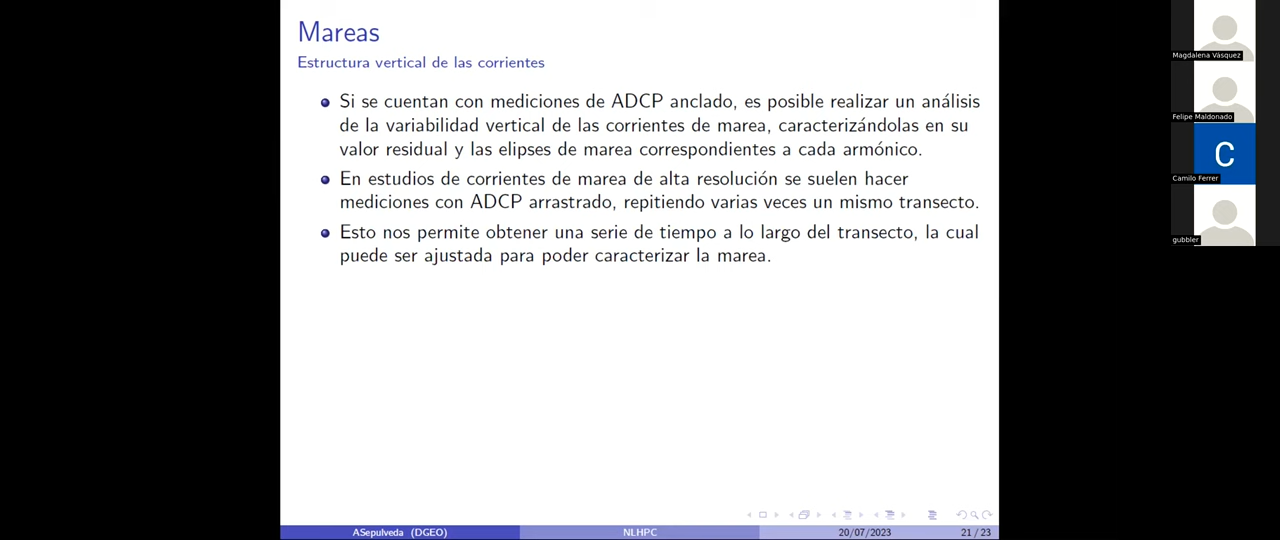 Mareas
Estructura vertical de las corrientes
Si se cuentan con mediciones de ADCP anclado, es posible realizar un análisis
de la variabilidad vertical de las corrientes de marea, caracterizándolas en su
valor residual y las elipses de marea correspondientes a cada armónico.
En estudios de corrientes de marea de alta resolución se suelen hacer
mediciones con ADCP arrastrado, repitiendo varias veces un mismo transecto.
Esto nos permite obtener una serie de tiempo a lo largo del transecto, la cual
puede ser ajustada para poder caracterizar la marea.
ASepulveda (DGEO)
NLHPC
20/07/2023
21 / 23
Magdalena Vásquez
Felipe Maldonado
C
Camilo Ferrer
gubbler